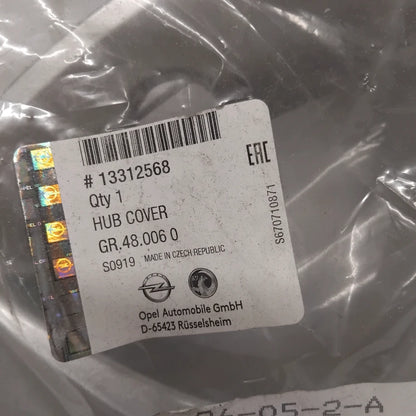 # 13312568
Qty 1
HUB COVER
GR.48.006 0
S0919 MADE IN CZECH REPUBLIC
Opel Automobile GmbH
D-65423 Rüsselsheim
EAC
S670710871
05-2-A